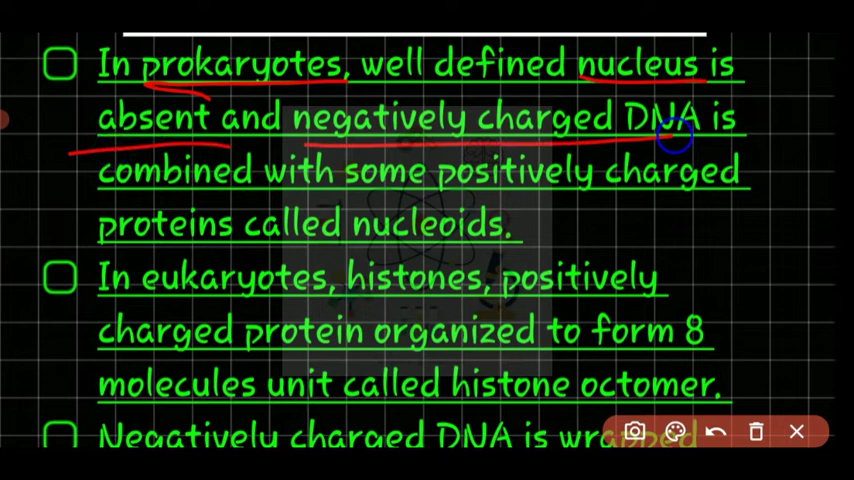 In prokaryotes, well defined nucleus is
absent and negatively charged DNA is
combined with some positively charged
proteins called nucleoids.
In eukaryotes, histones, positively
charged protein organized to form 8
molecules unit called histone octomer.
Negatively charged DNA is wrapped